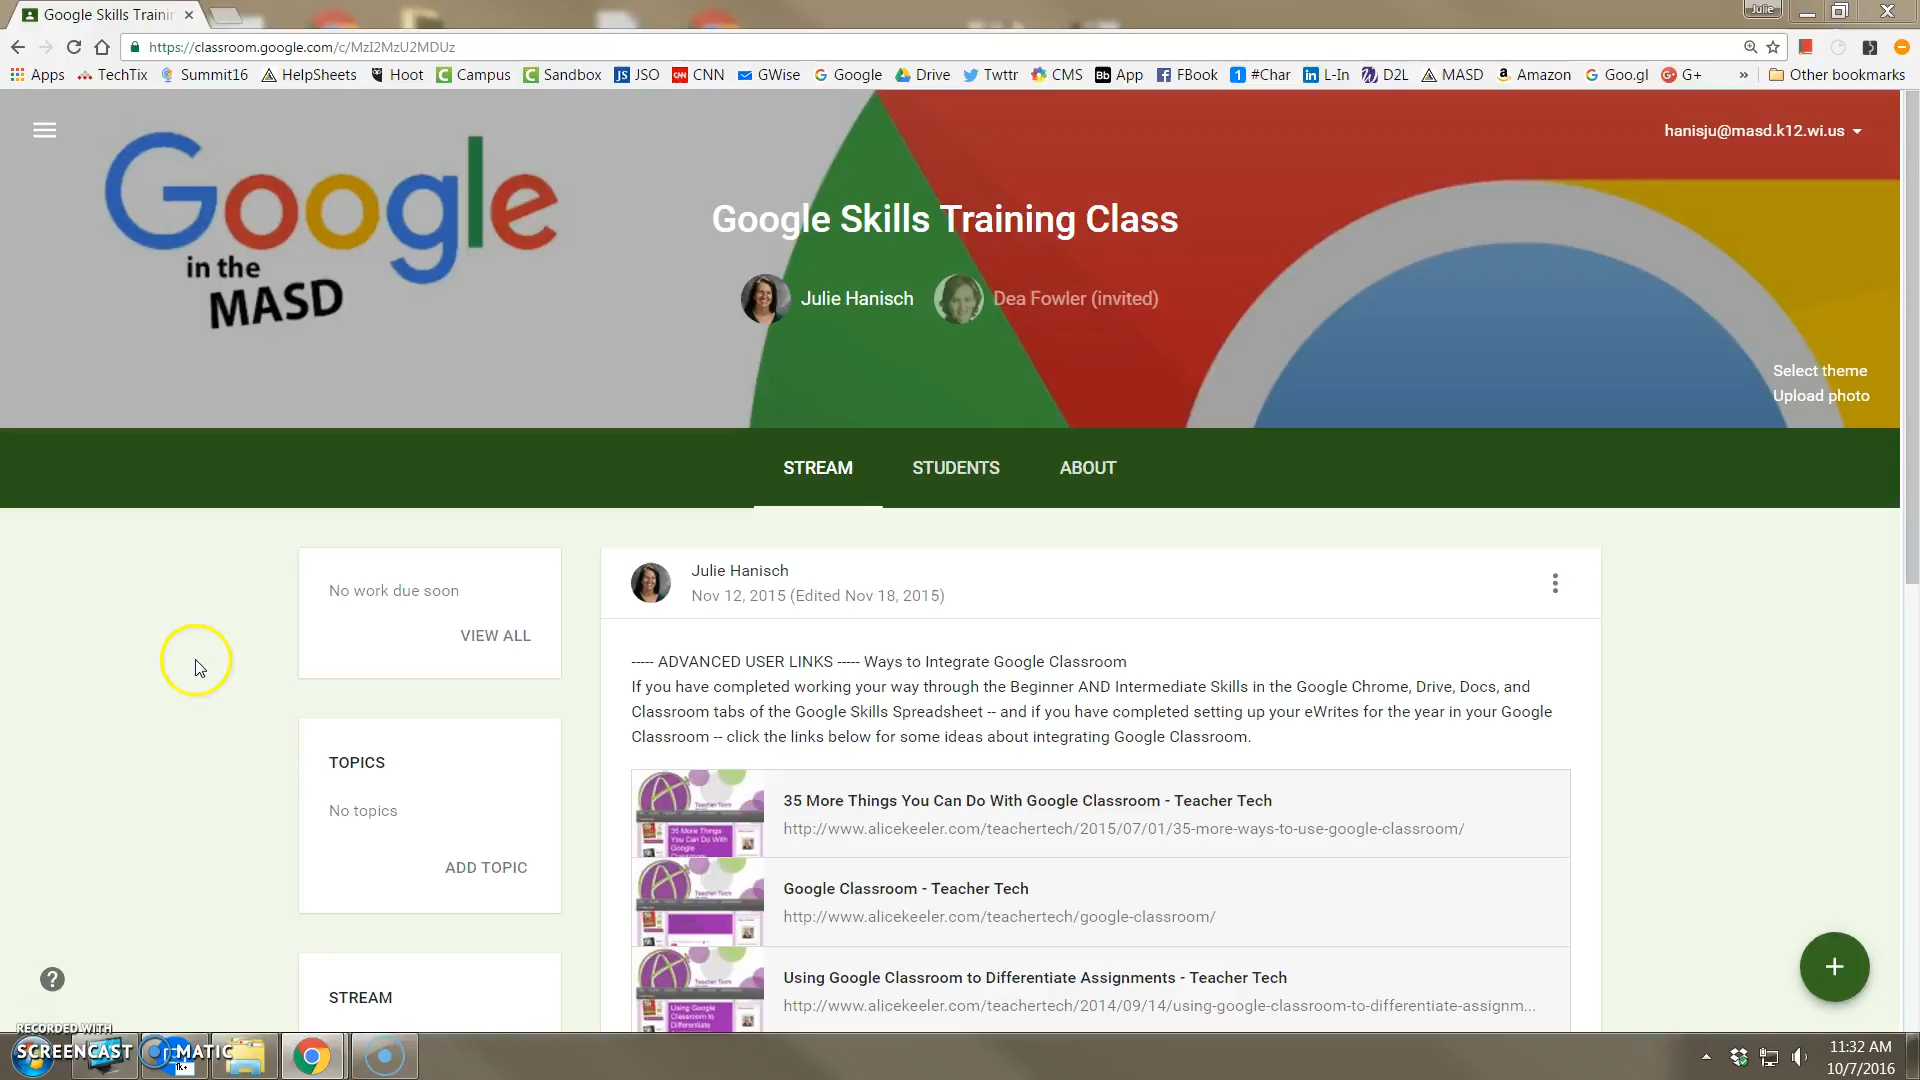 Google Skills Trainin
Julie
https://classroom.google.com/c/MzI2MzU2MDUz
Apps TechTix Summit16 HelpSheets Hoot Campus Sandbox JSO CNN GWise Google Drive Twttr CMS App FBook #Char L-In D2L MASD Amazon Goo.gl G+ » Other bookmarks
hanisju@masd.k12.wi.us
Google
in the
MASD
Google Skills Training Class
Julie Hanisch Dea Fowler (invited)
Select theme
Upload photo
STREAM STUDENTS ABOUT
No work due soon
VIEW ALL
TOPICS
No topics
ADD TOPIC
STREAM
Julie Hanisch
Nov 12, 2015 (Edited Nov 18, 2015)
----- ADVANCED USER LINKS ----- Ways to Integrate Google Classroom
If you have completed working your way through the Beginner AND Intermediate Skills in the Google Chrome, Drive, Docs, and
Classroom tabs of the Google Skills Spreadsheet -- and if you have completed setting up your eWrites for the year in your Google
Classroom -- click the links below for some ideas about integrating Google Classroom.
35 More Things You Can Do With Google Classroom - Teacher Tech
http://www.alicekeeler.com/teachertech/2015/07/01/35-more-ways-to-use-google-classroom/
Google Classroom - Teacher Tech
http://www.alicekeeler.com/teachertech/google-classroom/
Using Google Classroom to Differentiate Assignments - Teacher Tech
http://www.alicekeeler.com/teachertech/2014/09/14/using-google-classroom-to-differentiate-assignm...
RECORDED WITH
SCREENCAST MATIC
11:32 AM
10/7/2016